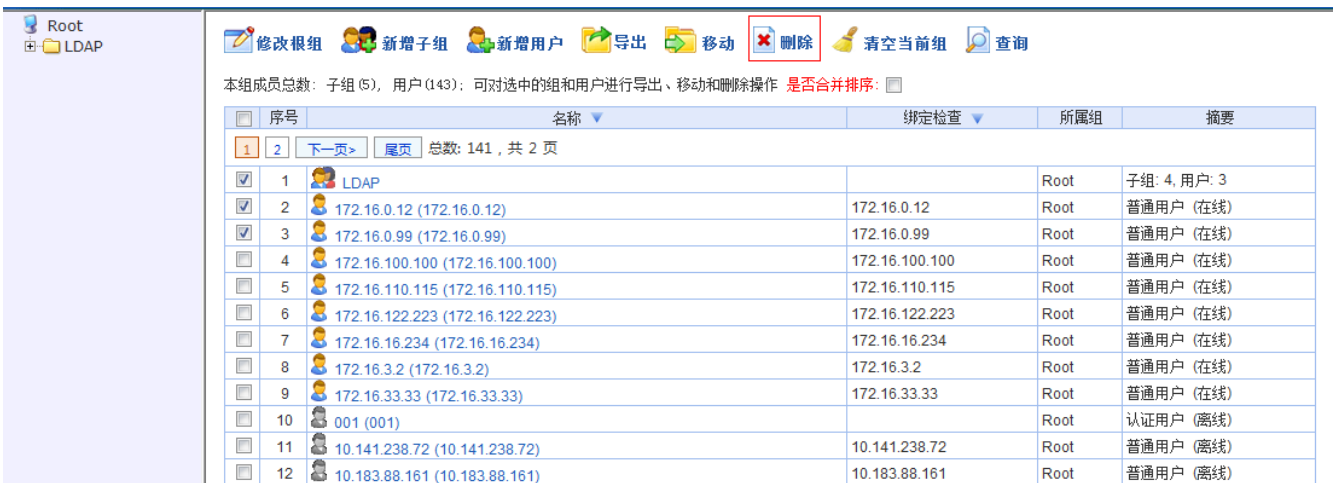 Root
LDAP
修改根组 新增子组 新增用户 导出 移动 删除 清空当前组 查询
本组成员总数: 子组(5), 用户(143); 可对选中的组和用户进行导出、移动和删除操作 是否合并排序:
序号 名称 绑定检查 所属组 摘要
1 2 下一页> 尾页 总数: 141 , 共 2 页
1 LDAP Root 子组: 4, 用户: 3
2 172.16.0.12 (172.16.0.12) 172.16.0.12 Root 普通用户 (在线)
3 172.16.0.99 (172.16.0.99) 172.16.0.99 Root 普通用户 (在线)
4 172.16.100.100 (172.16.100.100) 172.16.100.100 Root 普通用户 (在线)
5 172.16.110.115 (172.16.110.115) 172.16.110.115 Root 普通用户 (在线)
6 172.16.122.223 (172.16.122.223) 172.16.122.223 Root 普通用户 (在线)
7 172.16.16.234 (172.16.16.234) 172.16.16.234 Root 普通用户 (在线)
8 172.16.3.2 (172.16.3.2) 172.16.3.2 Root 普通用户 (在线)
9 172.16.33.33 (172.16.33.33) 172.16.33.33 Root 普通用户 (在线)
10 001 (001) Root 认证用户 (离线)
11 10.141.238.72 (10.141.238.72) 10.141.238.72 Root 普通用户 (离线)
12 10.183.88.161 (10.183.88.161) 10.183.88.161 Root 普通用户 (离线)